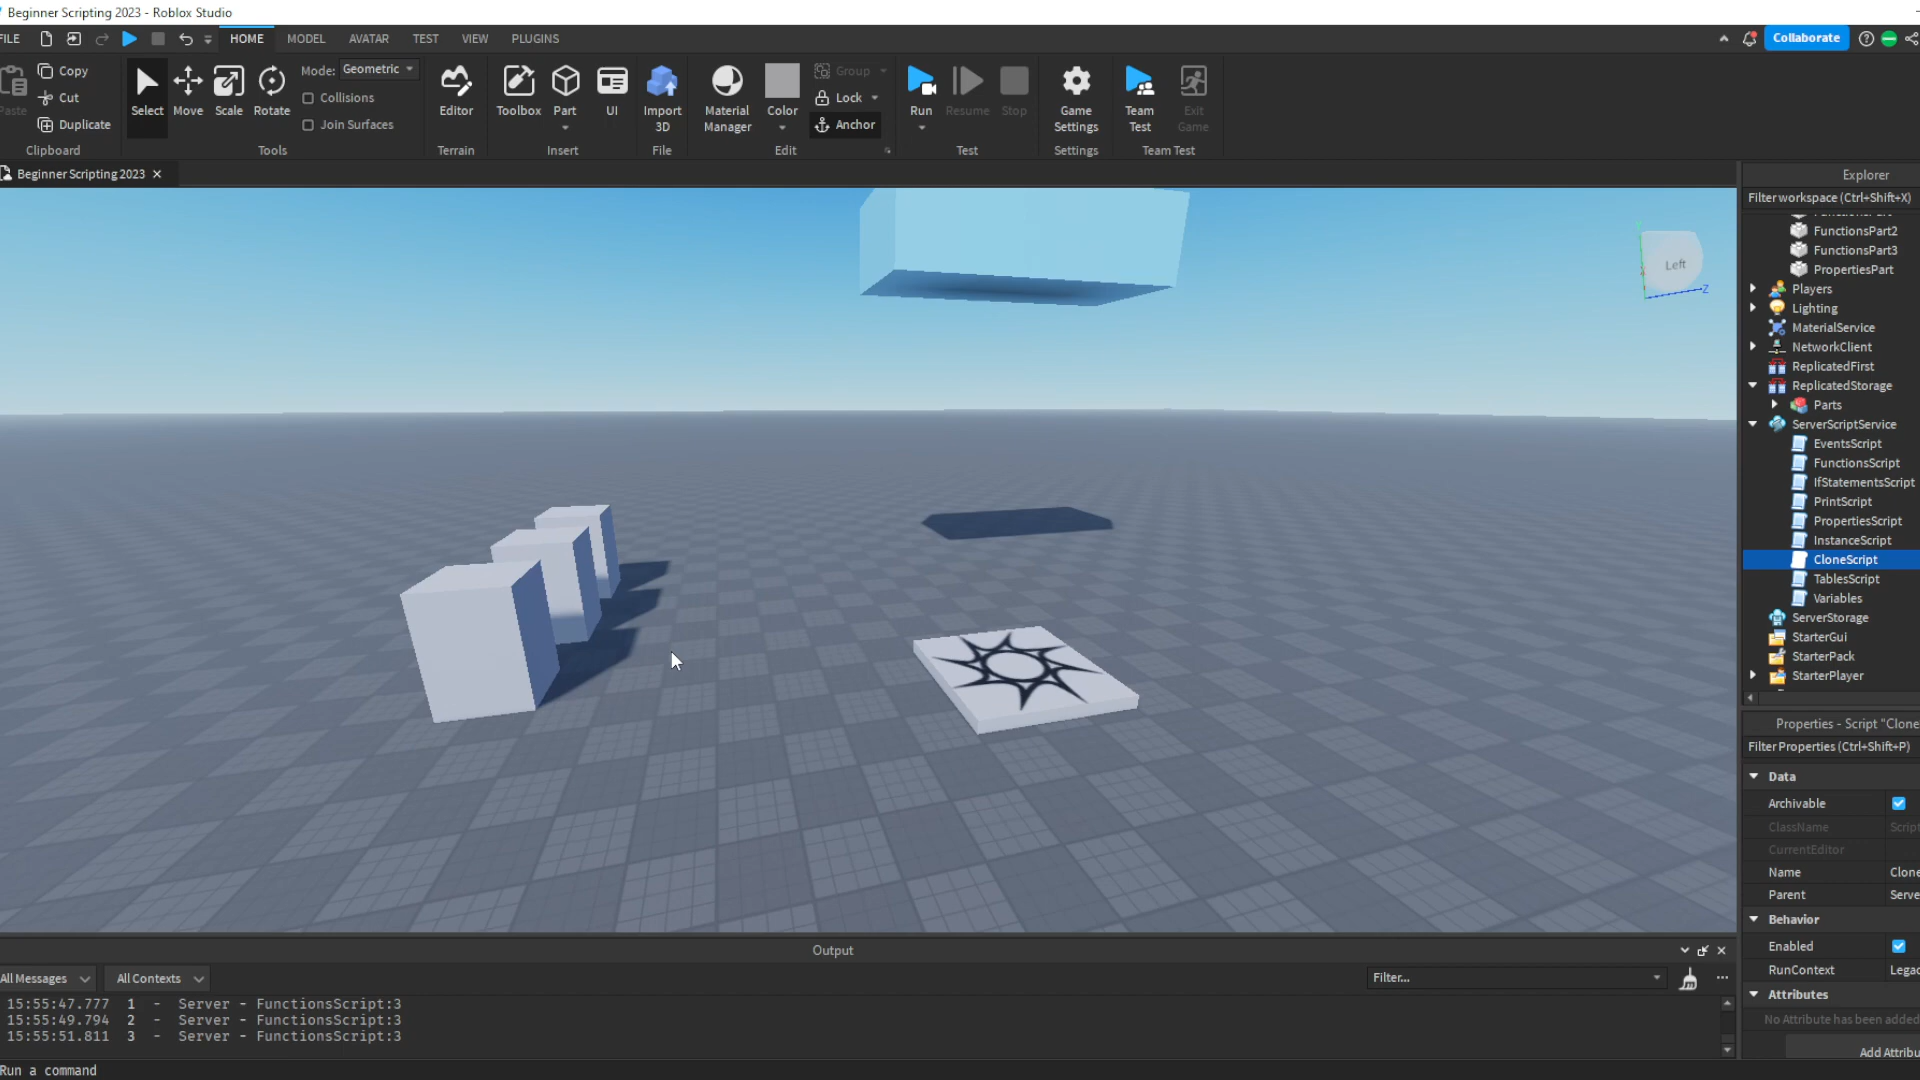 Beginner Scripting 2023 - Roblox Studio
FILE HOME MODEL AVATAR TEST VIEW PLUGINS Collaborate
Paste
Copy
Cut
Duplicate
Clipboard
Select Move Scale Rotate
Mode: Geometric
Collisions
Join Surfaces
Tools
Editor
Terrain
Toolbox Part UI
Insert
Import
3D
File
Material
Manager
Color
Group
Lock
Anchor
Edit
Run Resume Stop
Test
Game
Settings
Settings
Team
Test
Exit
Game
Team Test
Beginner Scripting 2023
Left
Z
Explorer
Filter workspace (Ctrl+Shift+X)
FunctionsPart2
FunctionsPart3
PropertiesPart
Players
Lighting
MaterialService
NetworkClient
ReplicatedFirst
ReplicatedStorage
Parts
ServerScriptService
EventsScript
FunctionsScript
IfStatementsScript
PrintScript
PropertiesScript
InstanceScript
CloneScript
TablesScript
Variables
ServerStorage
StarterGui
StarterPack
StarterPlayer
Properties - Script "Clone
Filter Properties (Ctrl+Shift+P)
Data
Archivable
ClassName Script
CurrentEditor
Name Clone
Parent Serve
Behavior
Enabled
RunContext Legac
Attributes
No Attribute has been added
Add Attribu
Output
All Messages All Contexts Filter...
15:55:47.777 1 - Server - FunctionsScript:3
15:55:49.794 2 - Server - FunctionsScript:3
15:55:51.811 3 - Server - FunctionsScript:3
Run a command